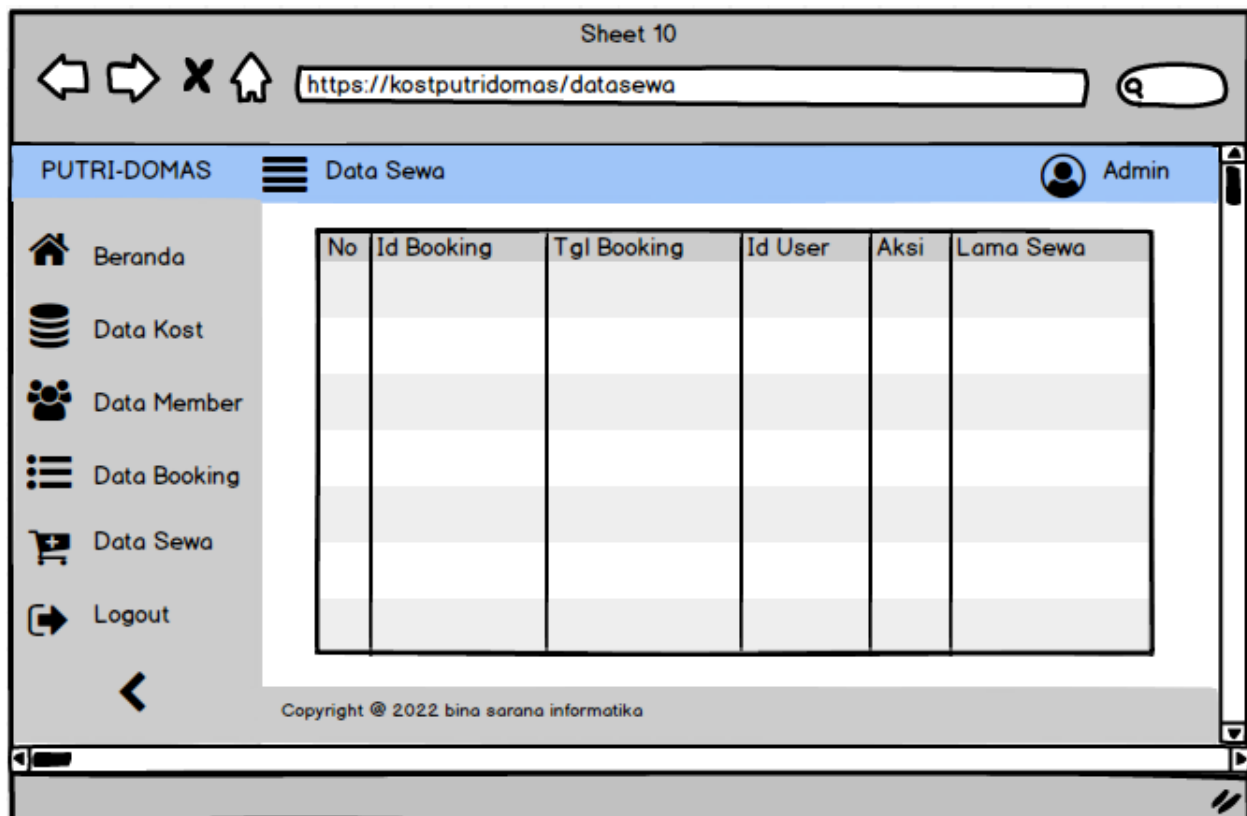 Sheet 10
https://kostputridomas/datasewa
PUTRI-DOMAS
Data Sewa
Admin
Beranda
Data Kost
Data Member
Data Booking
Data Sewa
Logout
No Id Booking Tgl Booking Id User Aksi Lama Sewa
Copyright @ 2022 bina sarana informatika